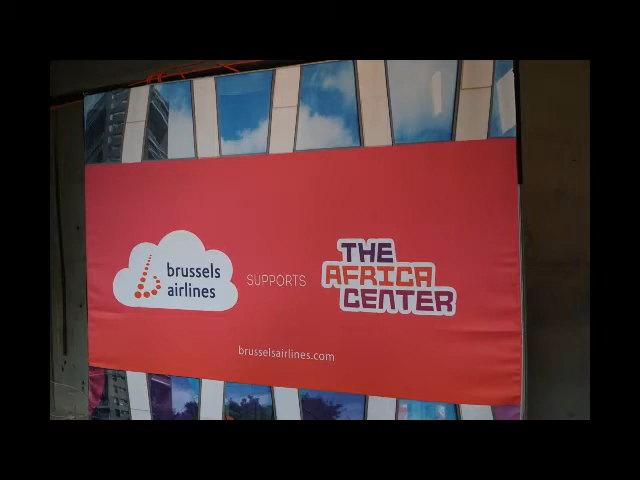 brussels
airlines
SUPPORTS
THE
AFRICA
CENTER
brusselsairlines.com